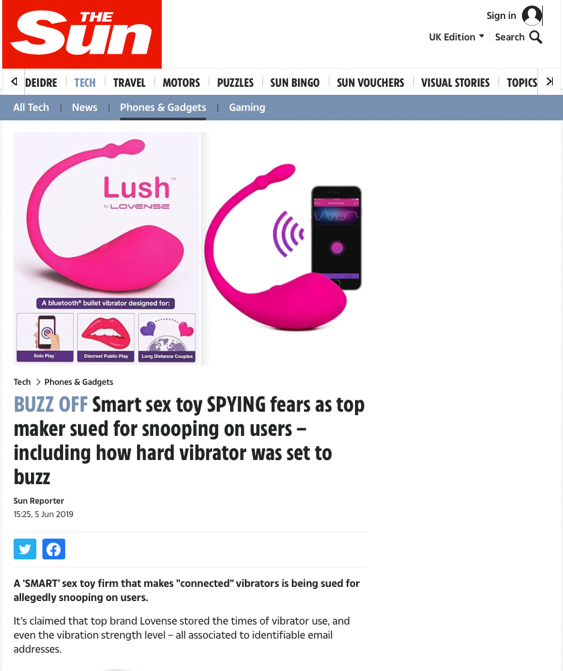 THE
Sun
Sign in
UK Edition
Search
DEIDRE
TECH
TRAVEL
MOTORS
PUZZLES
SUN BINGO
SUN VOUCHERS
VISUAL STORIES
TOPICS
All Tech
News
Phones & Gadgets
Gaming
Lush™
by LOVENSE
A bluetooth® bullet vibrator designed for:
Solo Play
Discreet Public Play
Long Distance Couples
Tech > Phones & Gadgets
BUZZ OFF Smart sex toy SPYING fears as top
maker sued for snooping on users –
including how hard vibrator was set to
buzz
Sun Reporter
15:25, 5 Jun 2019
A 'SMART' sex toy firm that makes "connected" vibrators is being sued for
allegedly snooping on users.
It's claimed that top brand Lovense stored the times of vibrator use, and
even the vibration strength level – all associated to identifiable email
addresses.